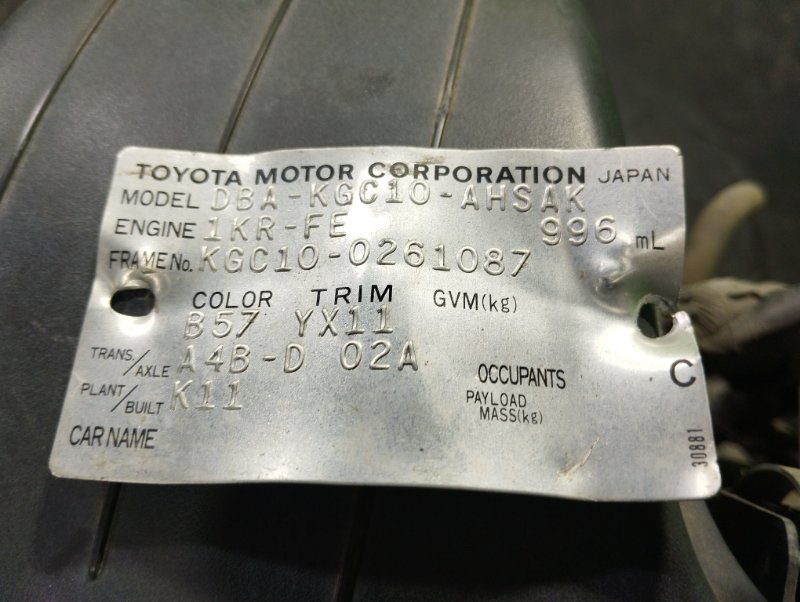 TOYOTA MOTOR CORPORATION JAPAN
MODEL DBA-KGC10-AHSAK
ENGINE 1KR-FE 996 mL
FRAME No. KGC10-0261087
COLOR TRIM GVM(kg)
B57 YX11
TRANS/AXLE A4B-D 02A
OCCUPANTS C
PLANT/BUILT K11
PAYLOAD MASS(kg)
CAR NAME
30881